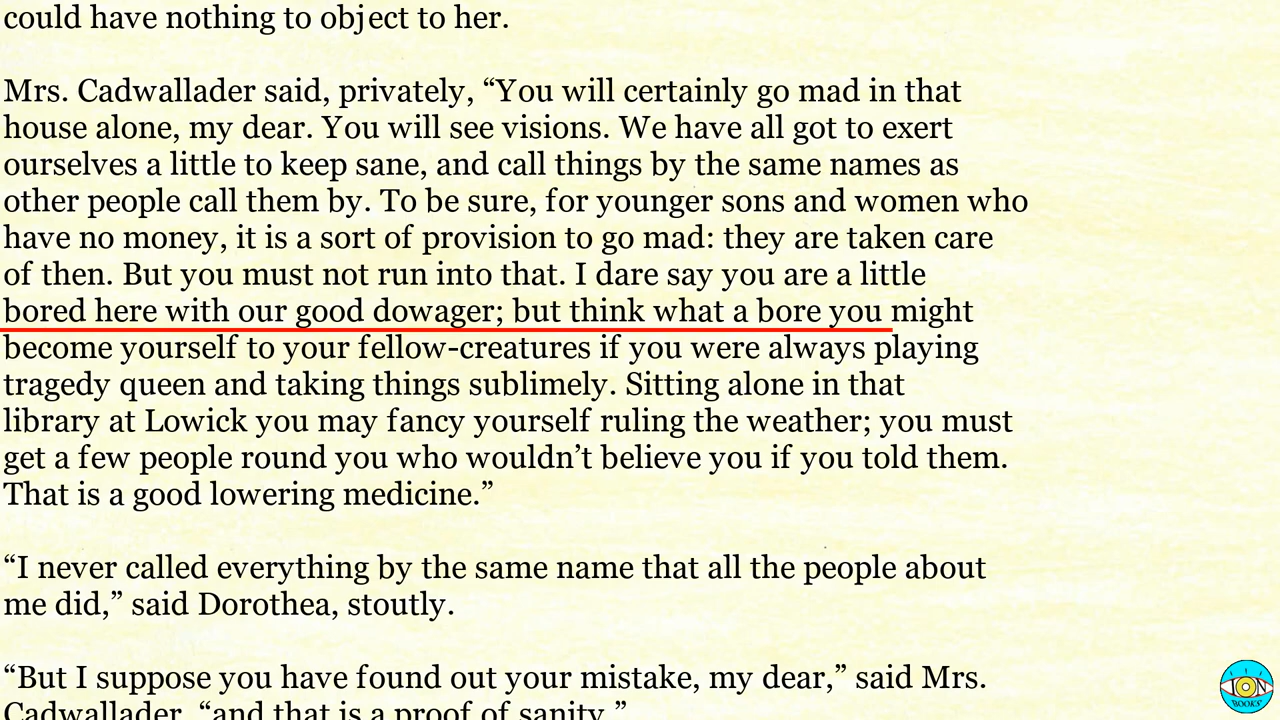 could have nothing to object to her.
Mrs. Cadwallader said, privately, “You will certainly go mad in that
house alone, my dear. You will see visions. We have all got to exert
ourselves a little to keep sane, and call things by the same names as
other people call them by. To be sure, for younger sons and women who
have no money, it is a sort of provision to go mad: they are taken care
of then. But you must not run into that. I dare say you are a little
bored here with our good dowager; but think what a bore you might
become yourself to your fellow-creatures if you were always playing
tragedy queen and taking things sublimely. Sitting alone in that
library at Lowick you may fancy yourself ruling the weather; you must
get a few people round you who wouldn’t believe you if you told them.
That is a good lowering medicine.”
“I never called everything by the same name that all the people about
me did,” said Dorothea, stoutly.
“But I suppose you have found out your mistake, my dear,” said Mrs.
Cadwallader, “and that is a proof of sanity.”
ION
BOOKS